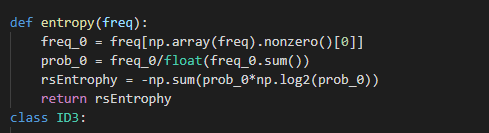 def entropy(freq):
    freq_0 = freq[np.array(freq).nonzero()[0]]
    prob_0 = freq_0/float(freq_0.sum())
    rsEntrophy = -np.sum(prob_0*np.log2(prob_0))
    return rsEntrophy
class ID3: